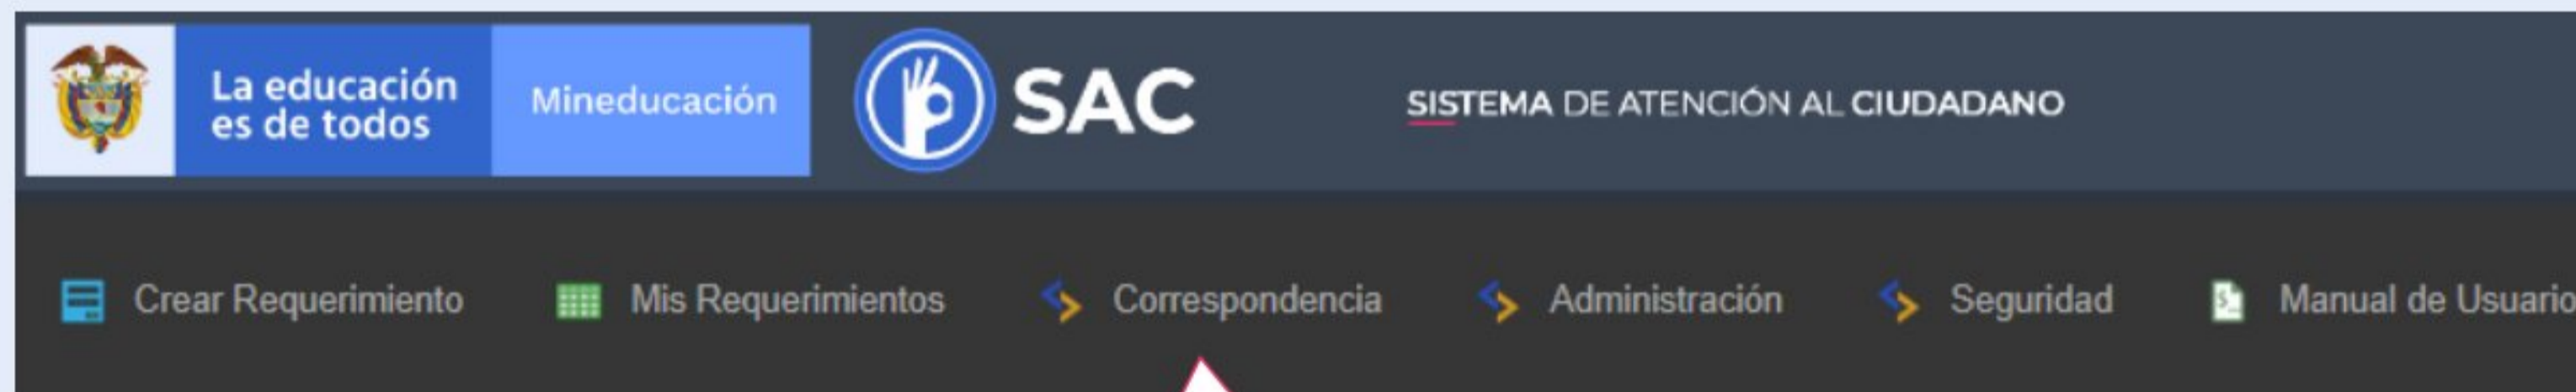 La educación
es de todos
Mineducación
SAC
SISTEMA DE ATENCIÓN AL CIUDADANO
Crear Requerimiento Mis Requerimientos Correspondencia Administración Seguridad Manual de Usuario